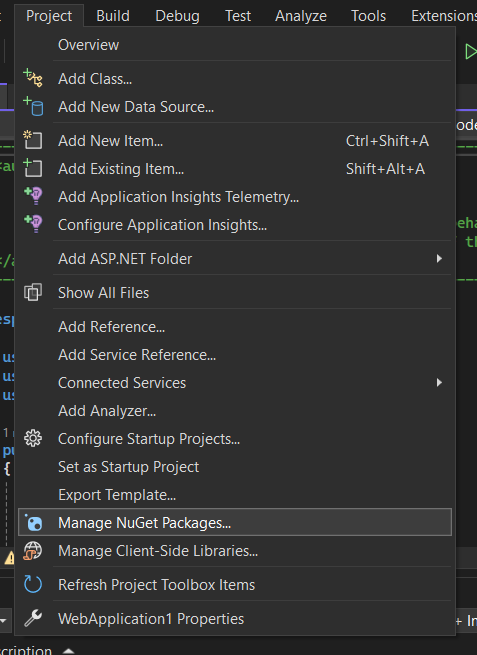 Project Build Debug Test Analyze Tools Extensions
Overview
Add Class...
Add New Data Source...
Add New Item... Ctrl+Shift+A
Add Existing Item... Shift+Alt+A
Add Application Insights Telemetry...
Configure Application Insights...
Add ASP.NET Folder
Show All Files
Add Reference...
Add Service Reference...
Connected Services
Add Analyzer...
Configure Startup Projects...
Set as Startup Project
Export Template...
Manage NuGet Packages...
Manage Client-Side Libraries...
Refresh Project Toolbox Items
WebApplication1 Properties